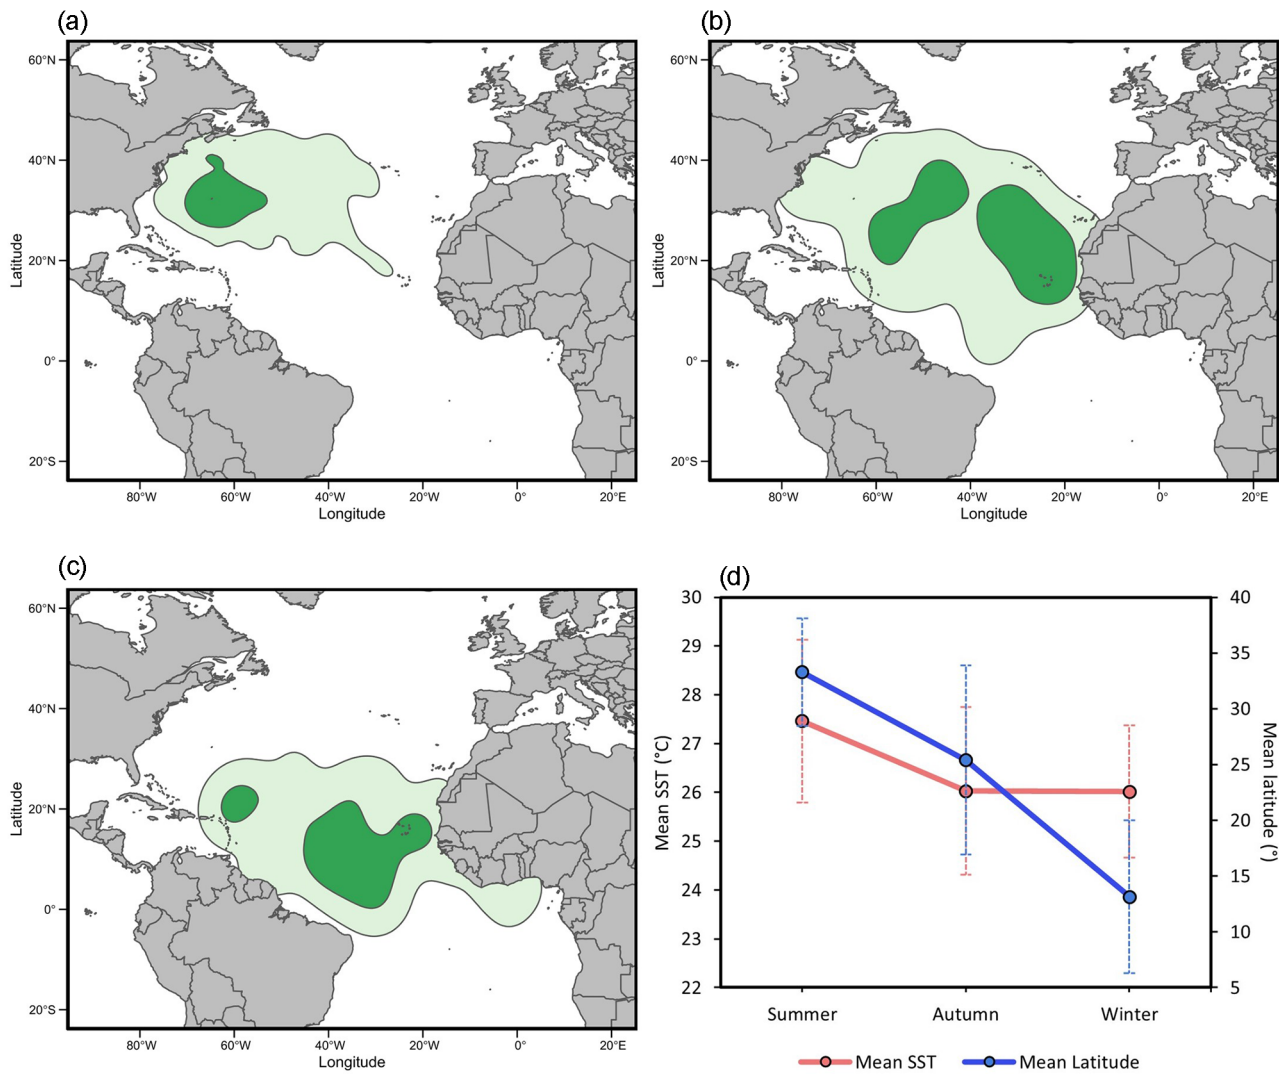 (a)
60°N
40°N
20°N
0°
20°S
Latitude
80°W 60°W 40°W 20°W 0° 20°E
Longitude
(b)
60°N
40°N
20°N
0°
20°S
Latitude
80°W 60°W 40°W 20°W 0° 20°E
Longitude
(c)
60°N
40°N
20°N
0°
20°S
Latitude
80°W 60°W 40°W 20°W 0° 20°E
Longitude
(d)
30
29
28
27
26
25
24
23
22
Mean SST (°C)
40
35
30
25
20
15
10
5
Mean latitude (°)
Summer Autumn Winter
Mean SST Mean Latitude